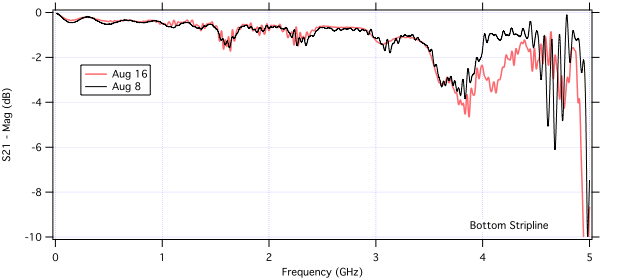 0
-2
-4
-6
-8
-10
S21 - Mag (dB)
Aug 16
Aug 8
Bottom Stripline
0 1 2 3 4 5
Frequency (GHz)